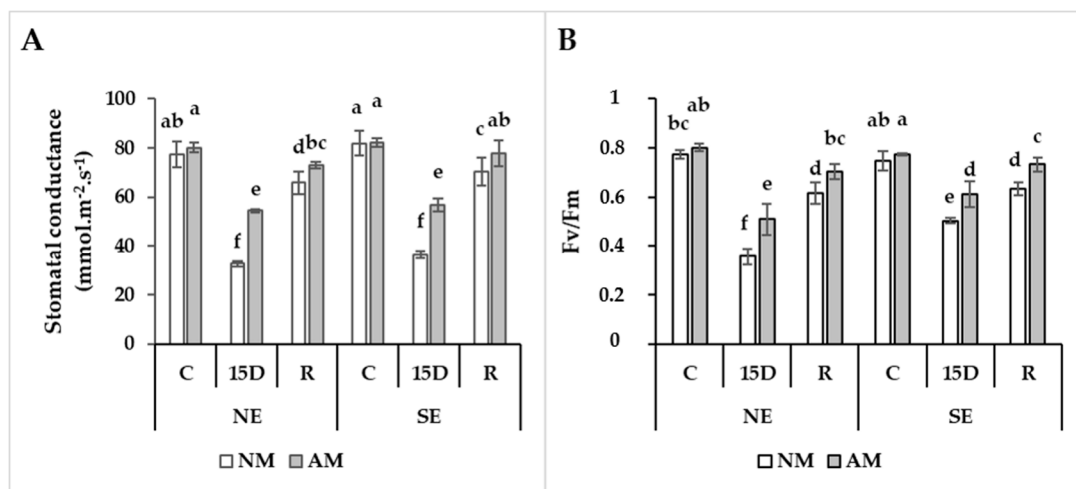 A
Stomatal conductance
(mmol.m-2.s-1)
100
80
60
40
20
0
ab a f e d bc a a f e c ab
C 15D R C 15D R
NE SE
NM AM
B
Fv/Fm
1
0.8
0.6
0.4
0.2
0
bc ab f e d bc ab a e d d c
C 15D R C 15D R
NE SE
NM AM